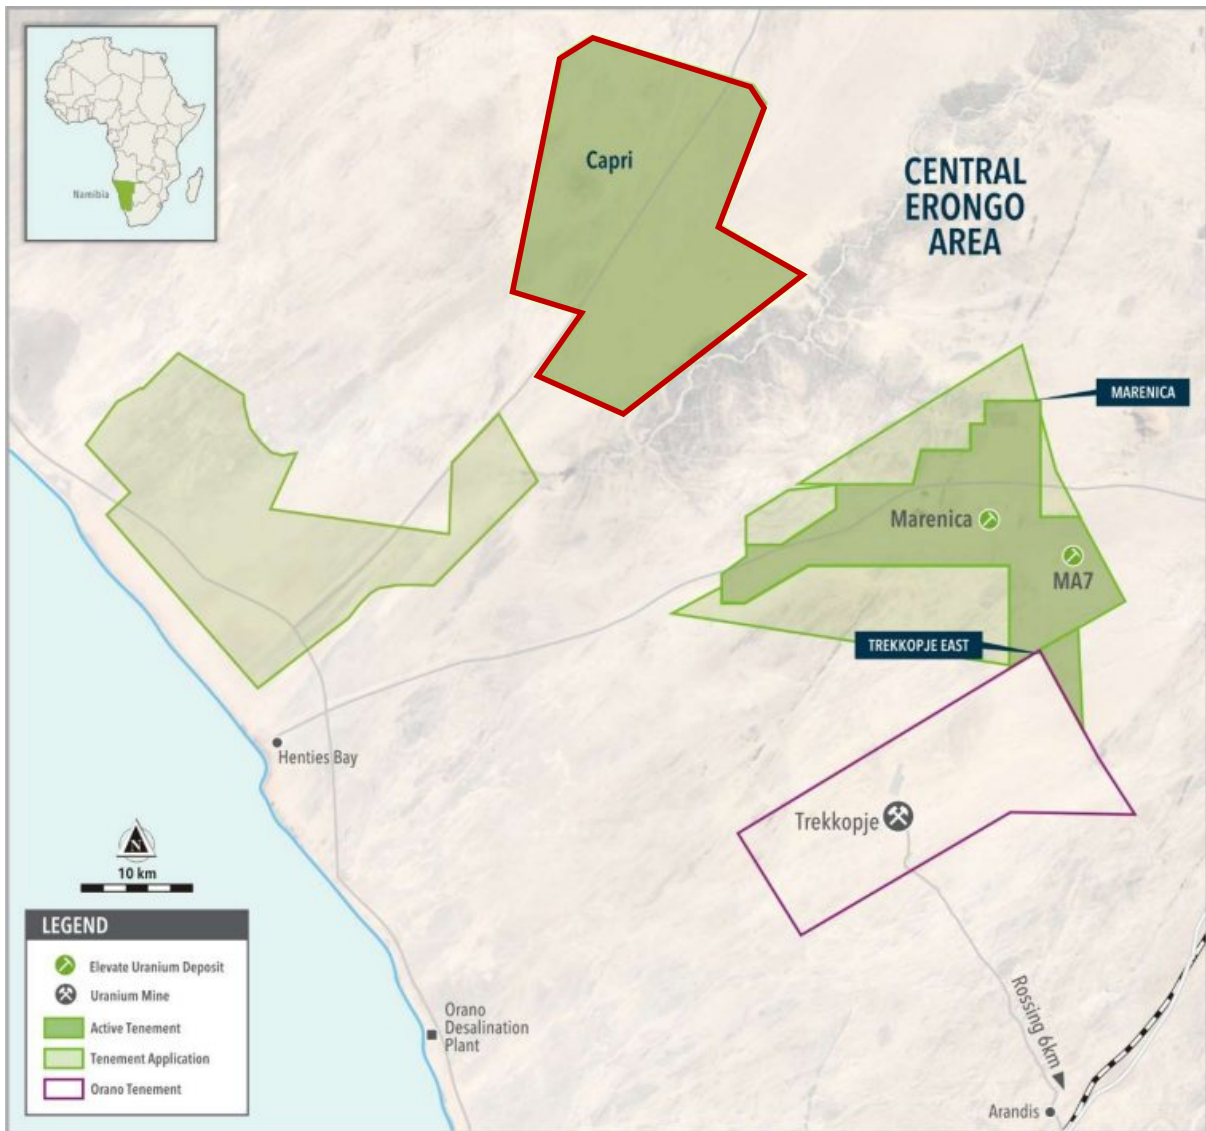 Namibia
Capri
CENTRAL
ERONGO
AREA
MARENICA
Marenica
MA7
TREKKOPJE EAST
Henties Bay
Trekkopje
N
10 km
LEGEND
Elevate Uranium Deposit
Uranium Mine
Active Tenement
Tenement Application
Orano Tenement
Orano
Desalination
Plant
Rossing 6km
Arandis